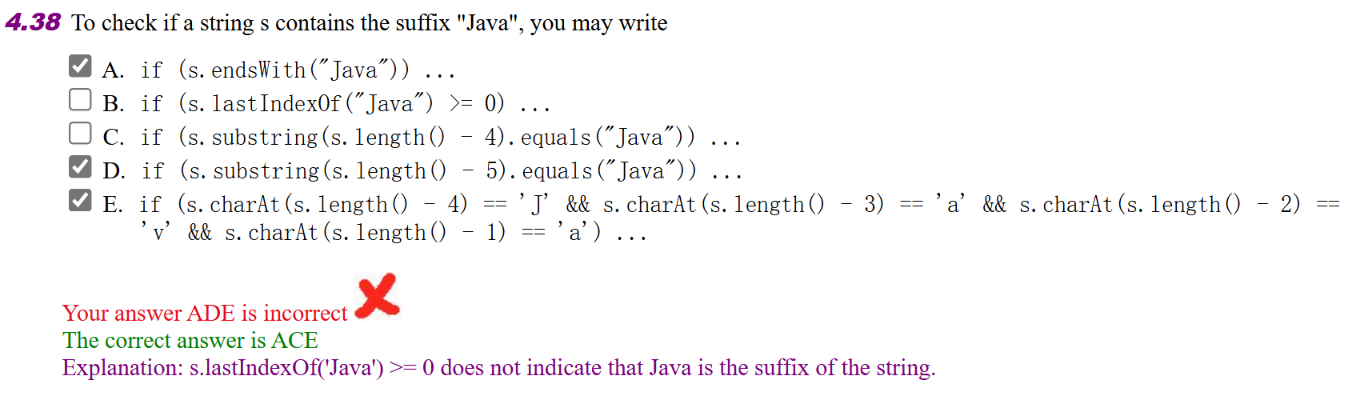 4.38 To check if a string s contains the suffix "Java", you may write
A. if (s.endsWith("Java")) ...
B. if (s.lastIndexOf("Java") >= 0) ...
C. if (s.substring(s.length() - 4).equals("Java")) ...
D. if (s.substring(s.length() - 5).equals("Java")) ...
E. if (s.charAt(s.length() - 4) == 'J' && s.charAt(s.length() - 3) == 'a' && s.charAt(s.length() - 2) ==
'v' && s.charAt(s.length() - 1) == 'a') ...
Your answer ADE is incorrect
The correct answer is ACE
Explanation: s.lastIndexOf('Java') >= 0 does not indicate that Java is the suffix of the string.